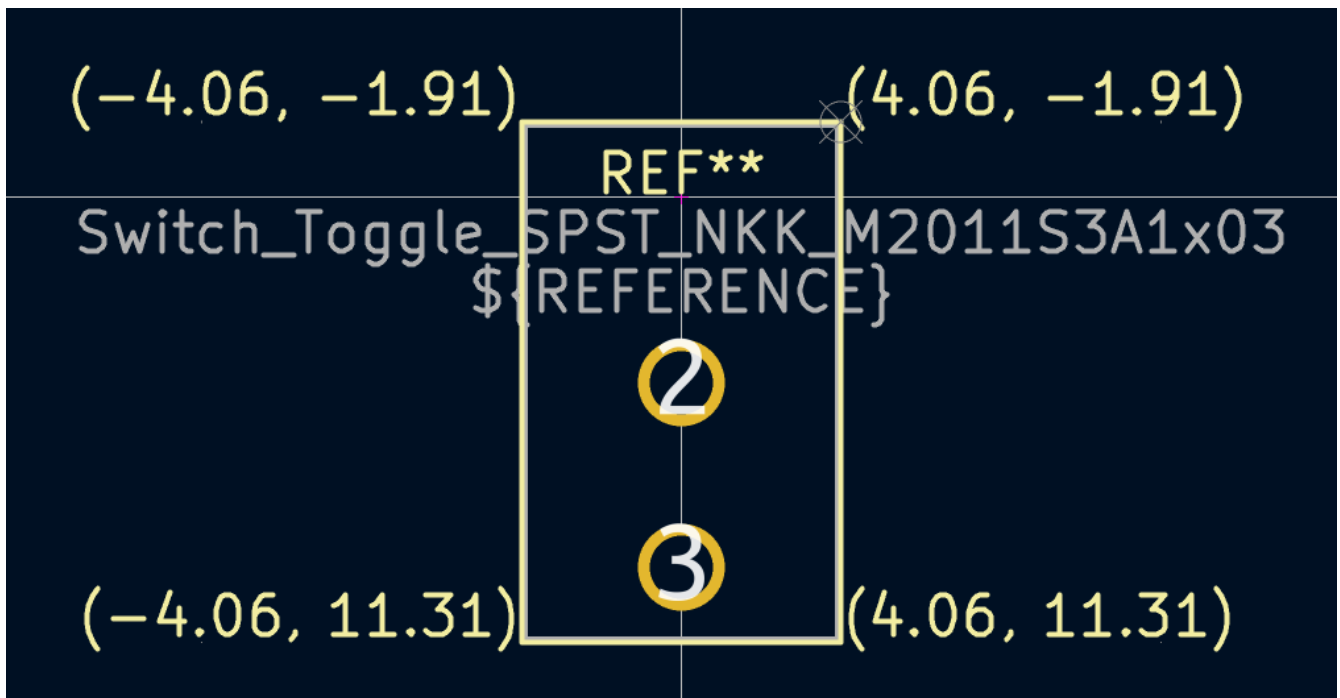 (−4.06, −1.91) (4.06, −1.91)
REF**
Switch_Toggle_SPST_NKK_M2011S3A1x03
${REFERENCE}
2
3
(−4.06, 11.31) (4.06, 11.31)